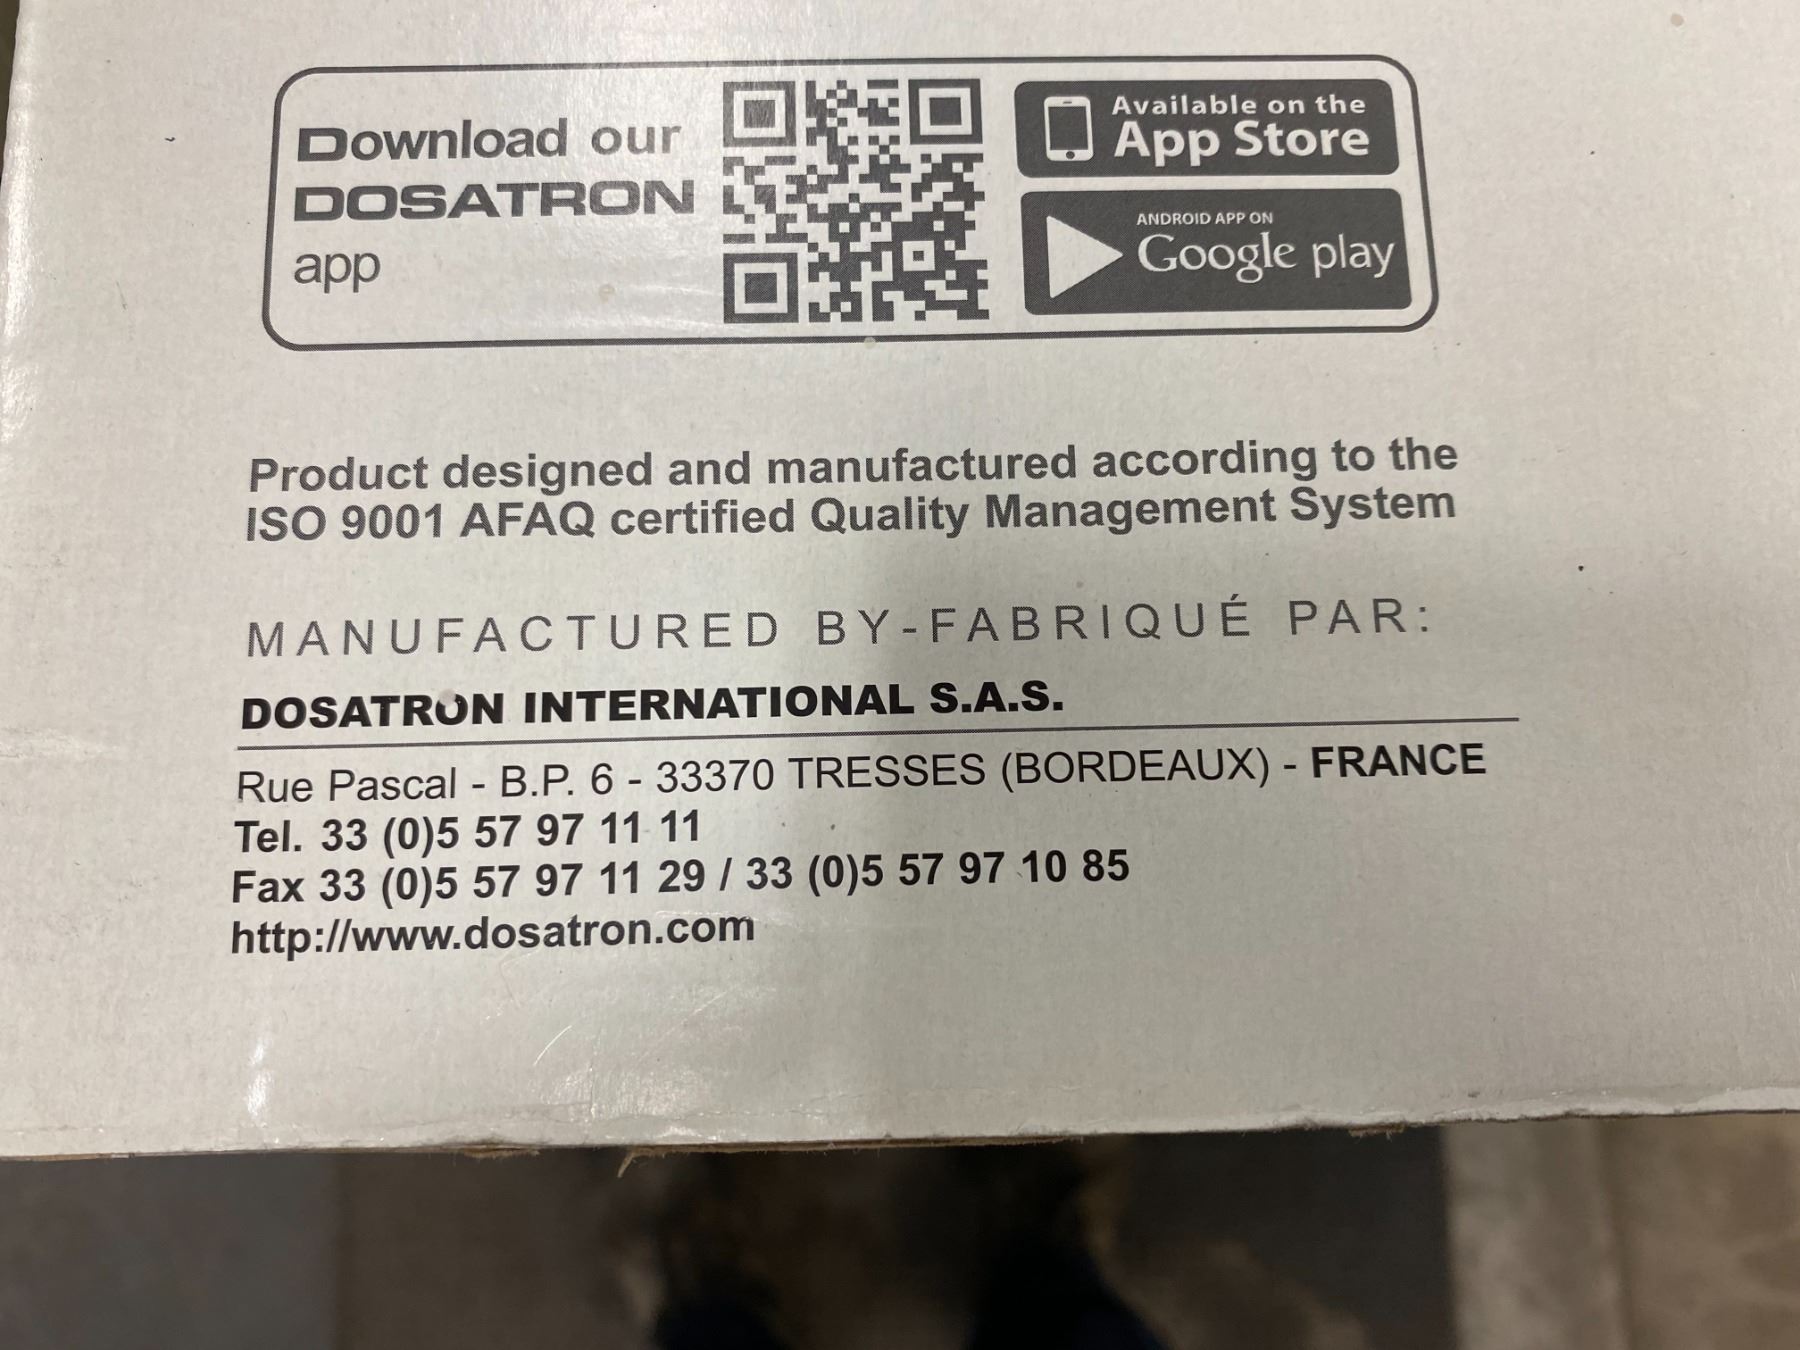 Download our
DOSATRON
app
Available on the
App Store
ANDROID APP ON
Google play
Product designed and manufactured according to the
ISO 9001 AFAQ certified Quality Management System
MANUFACTURED BY-FABRIQUÉ PAR:
DOSATRON INTERNATIONAL S.A.S.
Rue Pascal - B.P. 6 - 33370 TRESSES (BORDEAUX) - FRANCE
Tel. 33 (0)5 57 97 11 11
Fax 33 (0)5 57 97 11 29 / 33 (0)5 57 97 10 85
http://www.dosatron.com